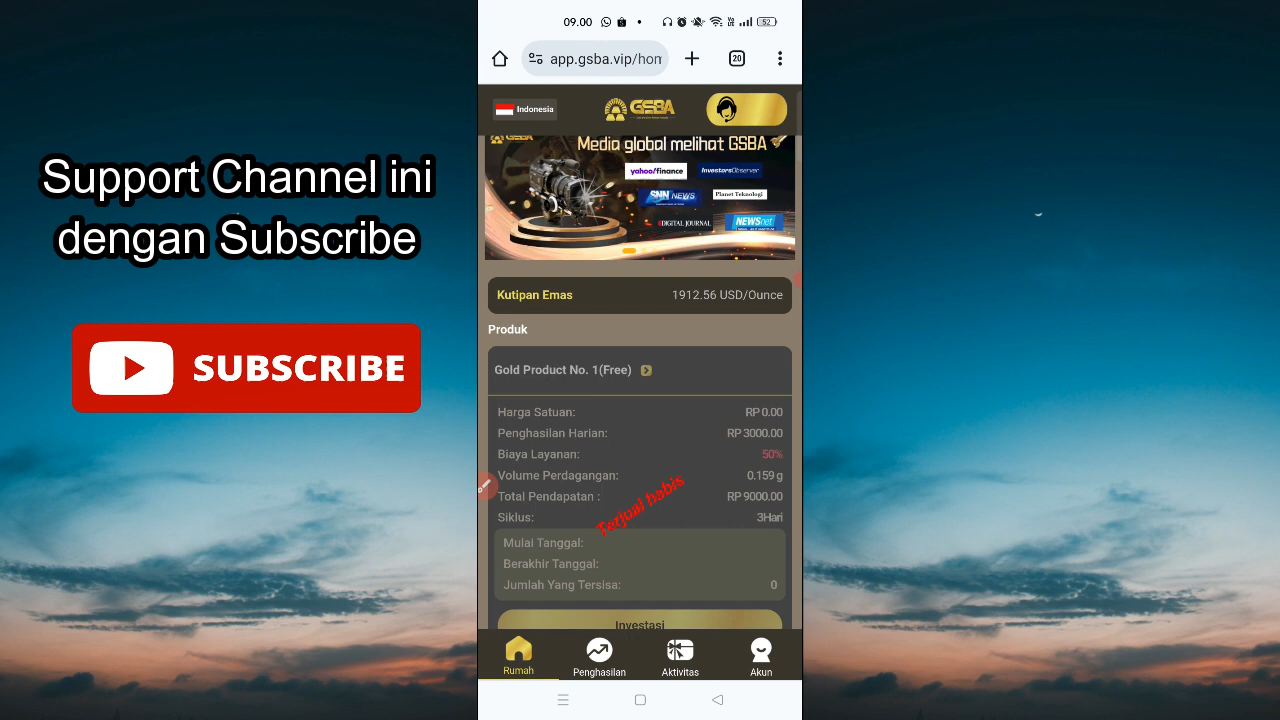 Support Channel ini
dengan Subscribe
SUBSCRIBE
09.00
52
app.gsba.vip/hom
20
Indonesia
GSBA
GSBA
Media global melihat GSBA
yahoo!finance
InvestorsObserver
SNN NEWS
Planet Teknologi
DIGITAL JOURNAL
NEWSnet
Kutipan Emas 1912.56 USD/Ounce
Produk
Gold Product No. 1(Free)
Harga Satuan: RP 0.00
Penghasilan Harian: RP 3000.00
Biaya Layanan: 50%
Volume Perdagangan: 0.159 g
Total Pendapatan : RP 9000.00
Siklus: 3Hari
Terjual habis
Mulai Tanggal:
Berakhir Tanggal:
Jumlah Yang Tersisa: 0
Investasi
Rumah
Penghasilan
Aktivitas
Akun